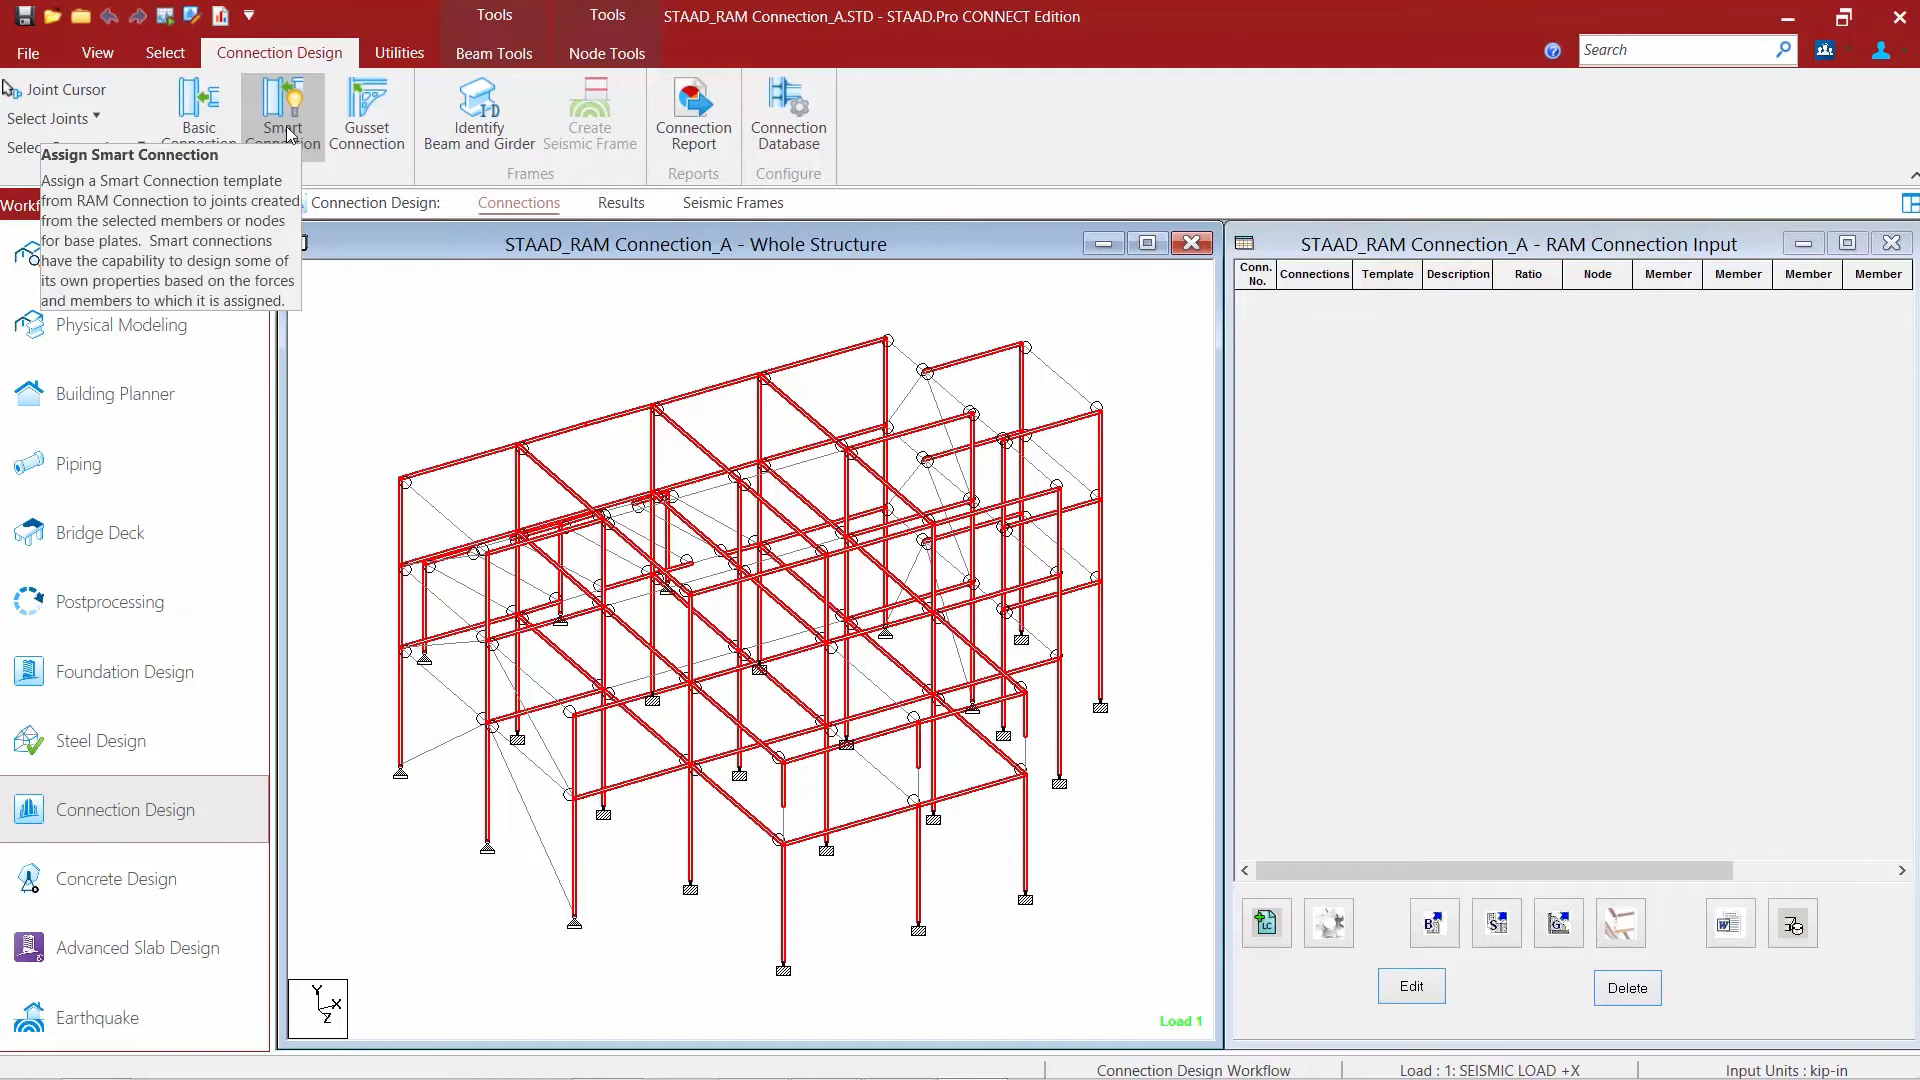 Tools
Tools
STAAD_RAM Connection_A.STD - STAAD.Pro CONNECT Edition
File
View
Select
Connection Design
Utilities
Beam Tools
Node Tools
Search
Joint Cursor
Select Joints
Basic
Smart
Connection
Gusset
Connection
Identify
Beam and Girder
Create
Seismic Frame
Connection
Report
Connection
Database
Frames
Reports
Configure
Assign Smart Connection
Assign a Smart Connection template
from RAM Connection to joints created
from the selected members or nodes
for base plates. Smart connections
have the capability to design some of
its own properties based on the forces
and members to which it is assigned.
Connection Design:
Connections
Results
Seismic Frames
Physical Modeling
Building Planner
Piping
Bridge Deck
Postprocessing
Foundation Design
Steel Design
Connection Design
Concrete Design
Advanced Slab Design
Earthquake
STAAD_RAM Connection_A - Whole Structure
Y
X
Z
Load 1
STAAD_RAM Connection_A - RAM Connection Input
Conn. No.
Connections
Template
Description
Ratio
Node
Member
Member
Member
Member
LC
B
S
G
Edit
Delete
Connection Design Workflow
Load : 1: SEISMIC LOAD +X
Input Units : kip-in